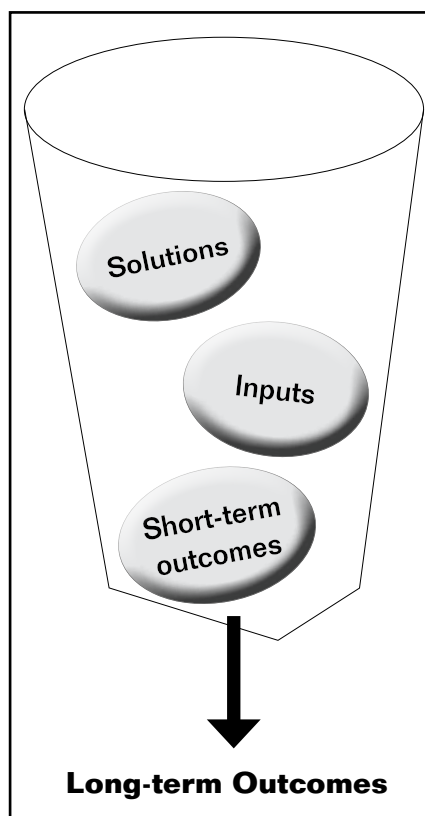 Solutions
Inputs
Short-term
outcomes
Long-term Outcomes